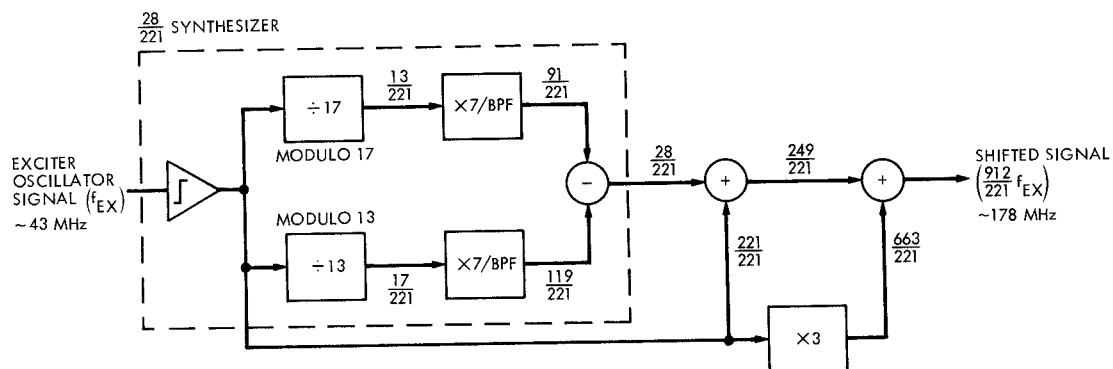 28/221 SYNTHESIZER
13/221
91/221
÷17
×7/BPF
MODULO 17
EXCITER
OSCILLATOR
SIGNAL (f_EX)
~43 MHz
−
28/221
+
249/221
+
SHIFTED SIGNAL
(912/221 f_EX)
~178 MHz
MODULO 13
÷13
17/221
×7/BPF
119/221
221/221
663/221
×3